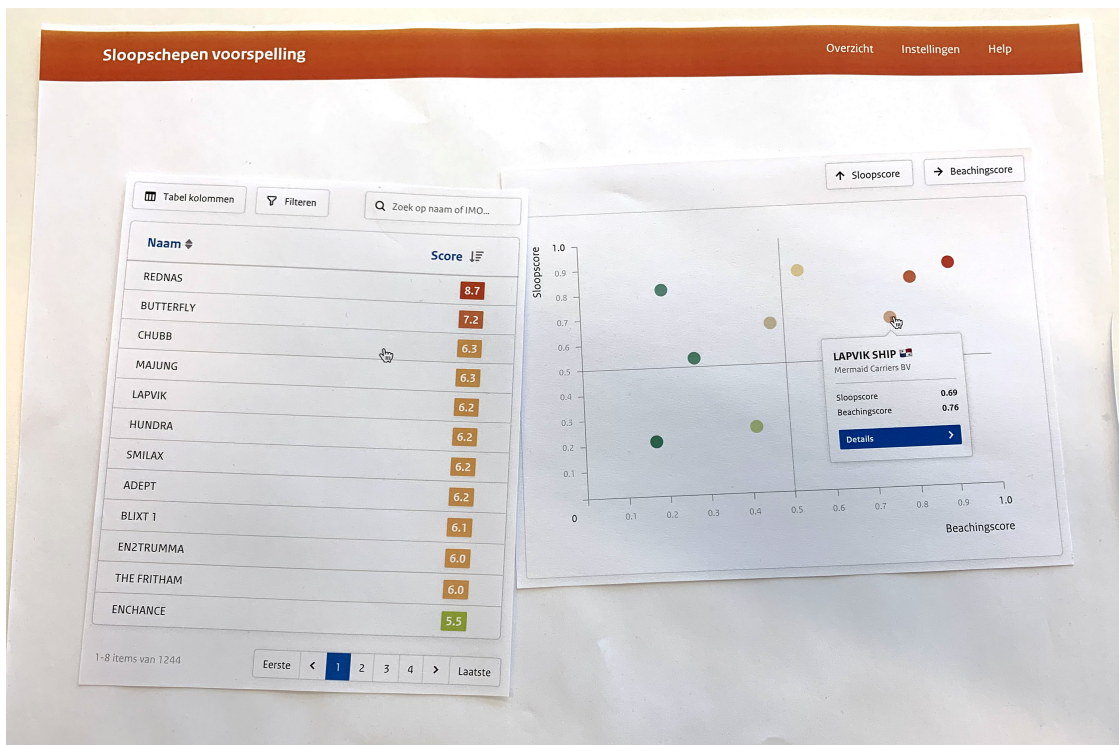 Sloopschepen voorspelling
Overzicht Instellingen Help
Tabel kolommen Filteren Zoek op naam of IMO...
Naam Score
REDNAS 8.7
BUTTERFLY 7.2
CHUBB 6.3
MAJUNG 6.3
LAPVIK 6.2
HUNDRA 6.2
SMILAX 6.2
ADEPT 6.2
BLIXT 1 6.1
EN2TRUMMA 6.0
THE FRITHAM 6.0
ENCHANCE 5.5
1-8 items van 1244
Eerste < 1 2 3 4 > Laatste
↑ Sloopscore → Beachingscore
Sloopscore
1.0
0.9
0.8
0.7
0.6
0.5
0.4
0.3
0.2
0.1
0 0.1 0.2 0.3 0.4 0.5 0.6 0.7 0.8 0.9 1.0
Beachingscore
LAPVIK SHIP
Mermaid Carriers BV
Sloopscore 0.69
Beachingscore 0.76
Details >